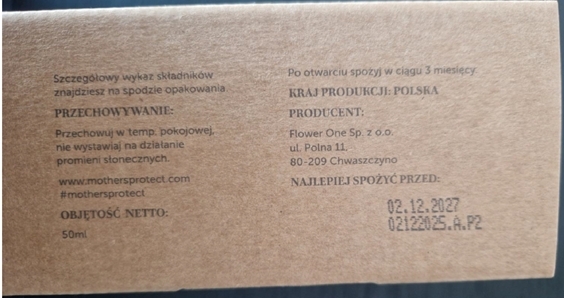 Szczegółowy wykaz składników
znajdziesz na spodzie opakowania
PRZECHOWYWANIE:
Przechowuj w temp. pokojowej,
nie wystawiaj na działanie
promieni słonecznych.
www.mothersprotect.com
#mothersprotect
OBJĘTOŚĆ NETTO:
50ml
Po otwarciu spożyj w ciągu 3 miesięcy.
KRAJ PRODUKCJI: POLSKA
PRODUCENT:
Flower One Sp. z o.o.
ul. Polna 11,
80-209 Chwaszczyno
NAJLEPIEJ SPOŻYĆ PRZED:
02.12.2027
02122025.A.P2